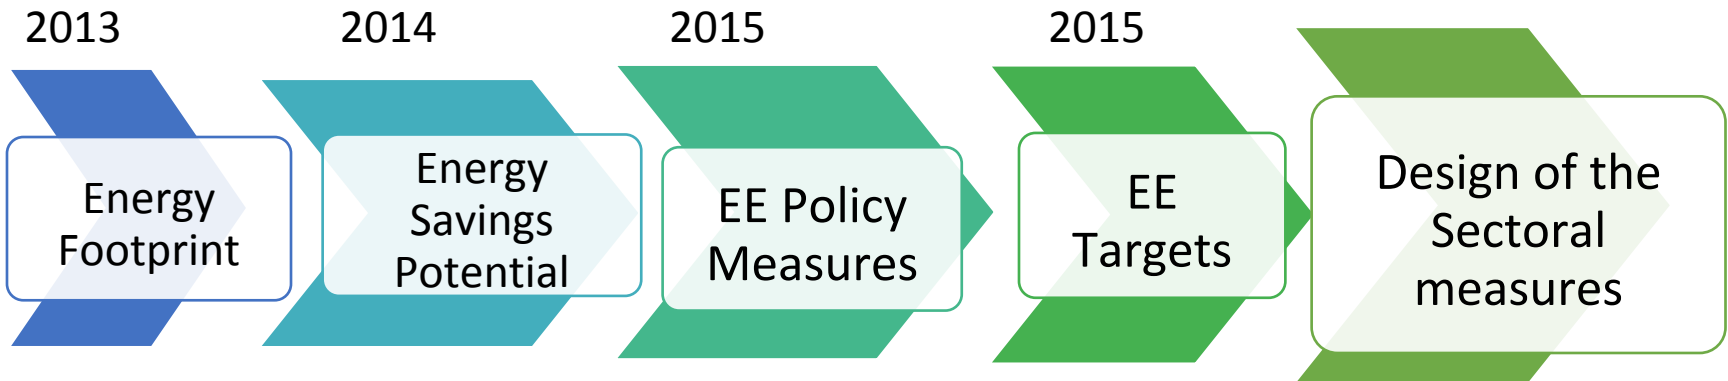 2013
2014
2015
2015
Energy
Footprint
Energy
Savings
Potential
EE Policy
Measures
EE
Targets
Design of the
Sectoral
measures